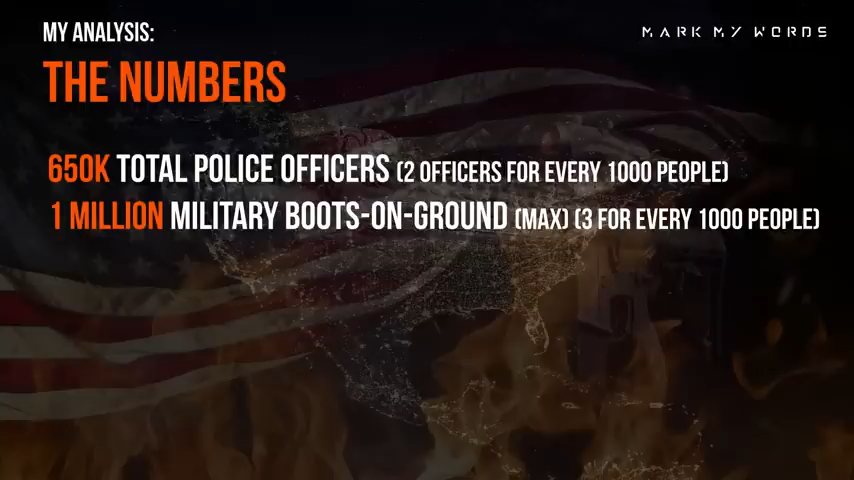 MY ANALYSIS:
MARK MY WORDS
THE NUMBERS
650K TOTAL POLICE OFFICERS (2 OFFICERS FOR EVERY 1000 PEOPLE)
1 MILLION MILITARY BOOTS-ON-GROUND (MAX) (3 FOR EVERY 1000 PEOPLE)